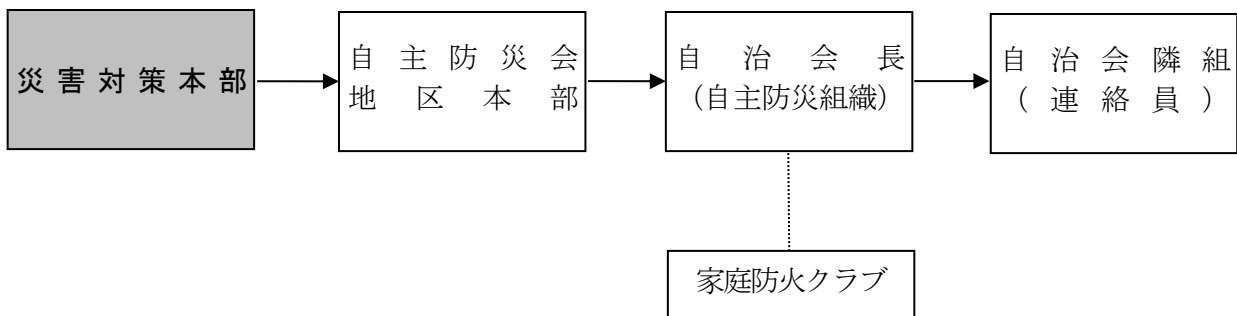 災害対策本部
自主防災会
地区本部
自治会長
（自主防災組織）
自治会隣組
（連絡員）
家庭防火クラブ